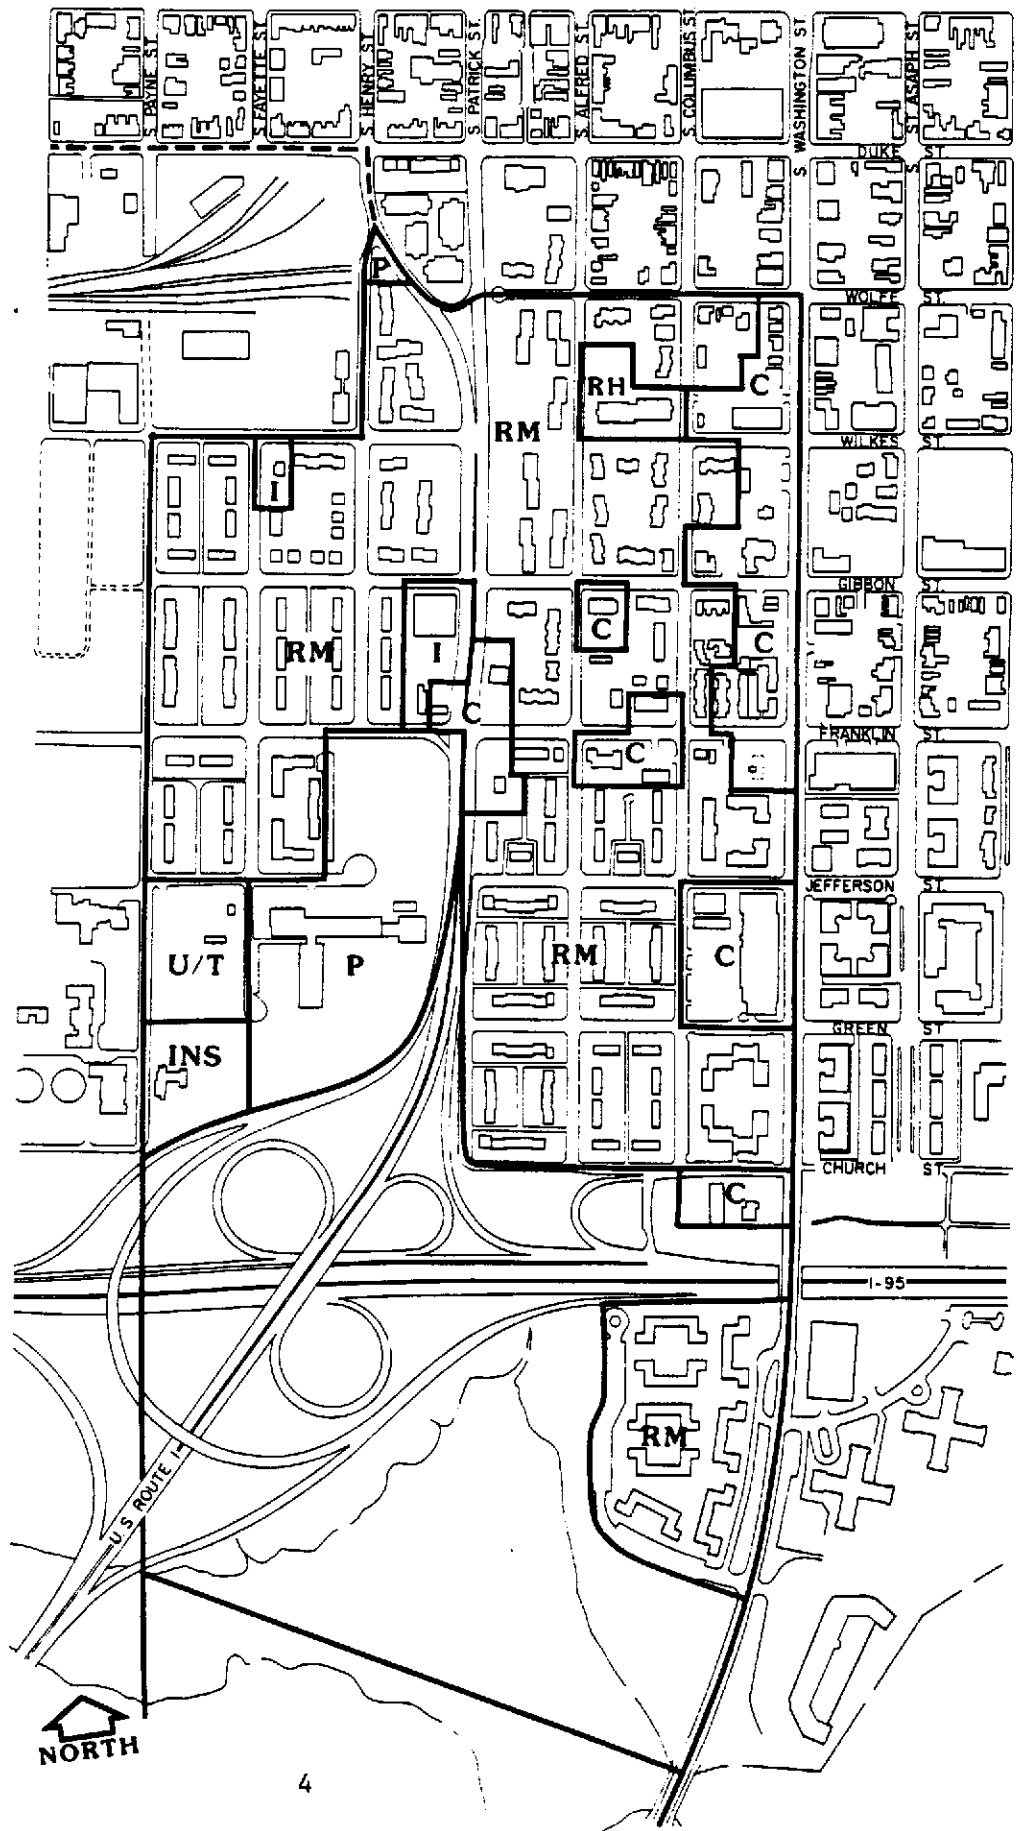 S. PAYNE ST.
S. FAYETTE ST.
S. HENRY ST.
S. PATRICK ST.
S. ALFRED ST.
S. COLUMBUS ST.
S. WASHINGTON ST.
S. ST. ASAPH ST.
DUKE ST.
P
WOLFE ST.
RH
C
RM
WILKES ST.
I
GIBBON ST.
C
RM
I
C
C
FRANKLIN ST.
C
JEFFERSON ST.
U/T
P
RM
C
GREEN ST
INS
CHURCH ST.
C
I-95
RM
U S ROUTE 1
NORTH
4